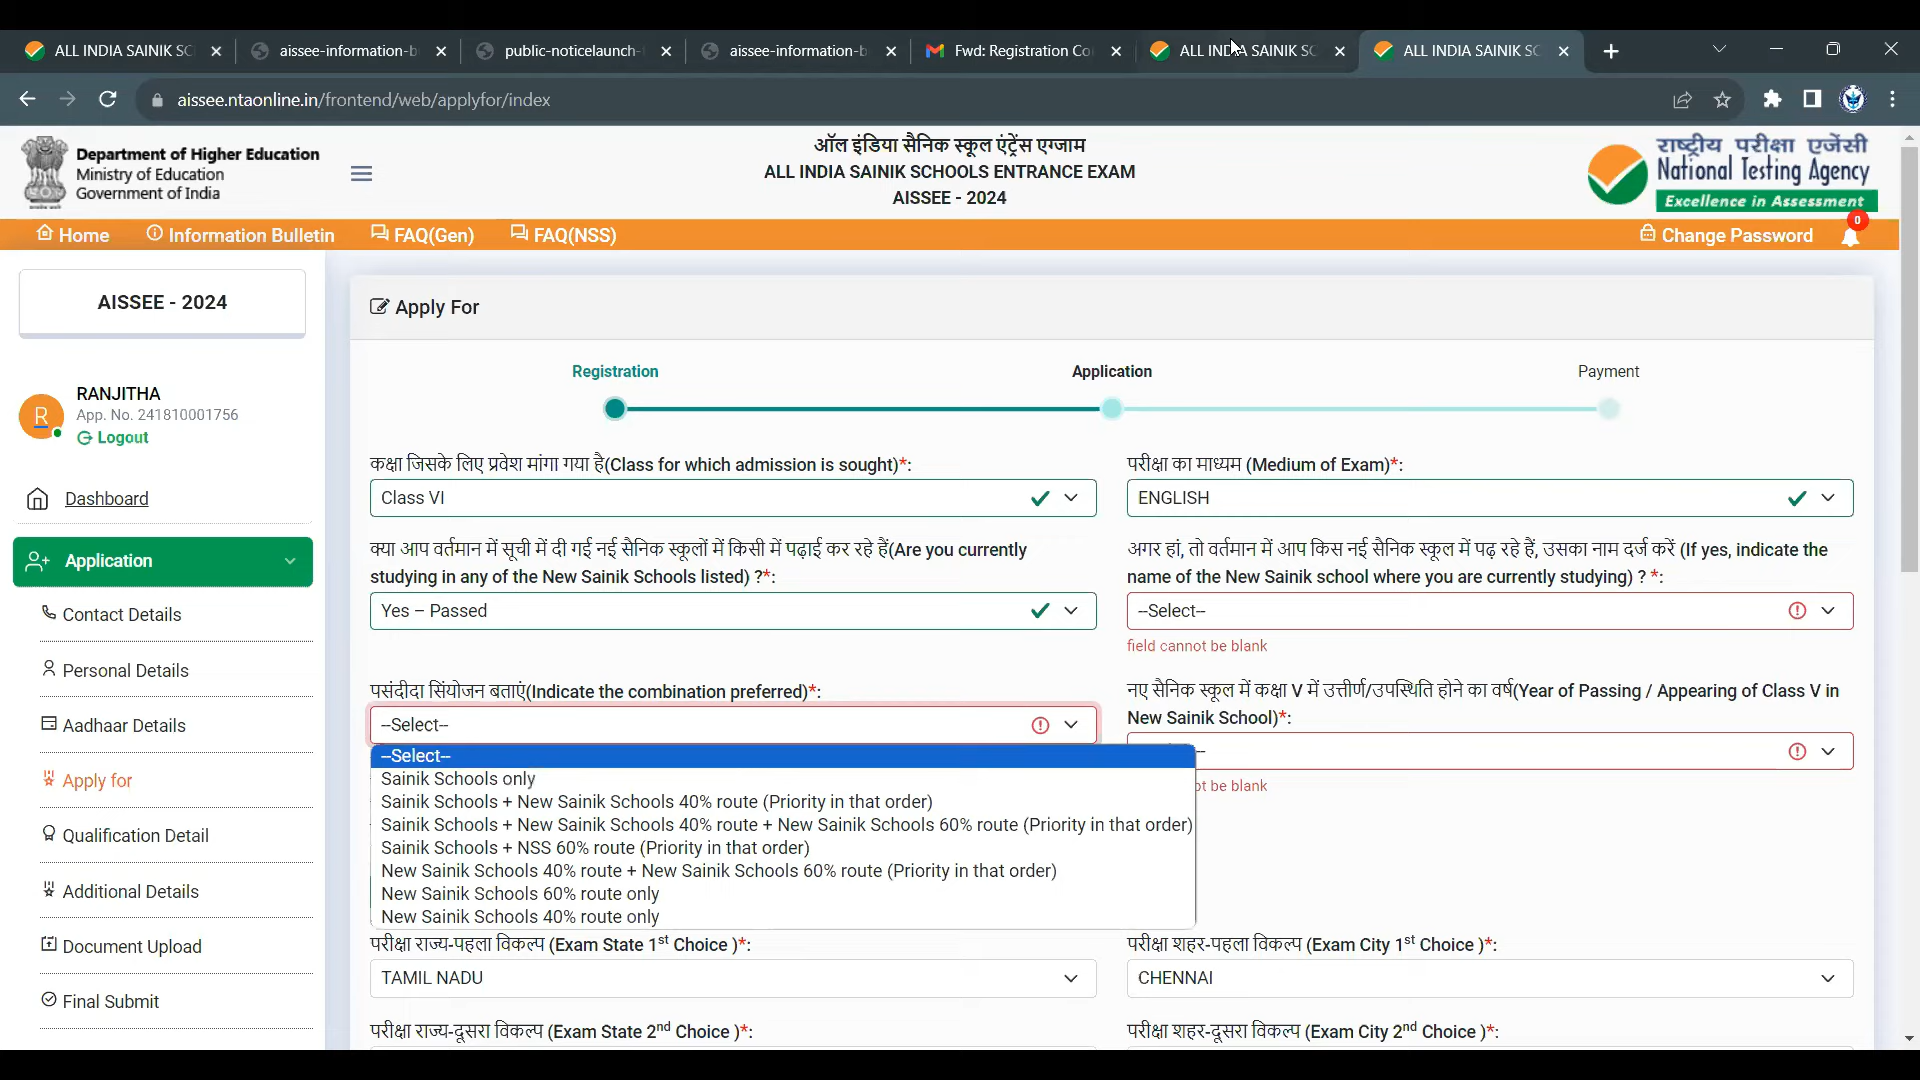 ALL INDIA SAINIK SC
aissee-information-b
public-noticelaunch-
aissee-information-b
Fwd: Registration Co
ALL INDIA SAINIK SC
ALL INDIA SAINIK SC
aissee.ntaonline.in/frontend/web/applyfor/index
Department of Higher Education
Ministry of Education
Government of India
ऑल इंडिया सैनिक स्कूल एंट्रेंस एग्जाम
ALL INDIA SAINIK SCHOOLS ENTRANCE EXAM
AISSEE - 2024
राष्ट्रीय परीक्षा एजेंसी
National Testing Agency
Excellence in Assessment
Home
Information Bulletin
FAQ(Gen)
FAQ(NSS)
Change Password
0
AISSEE - 2024
R
RANJITHA
App. No. 241810001756
Logout
Dashboard
Application
Contact Details
Personal Details
Aadhaar Details
Apply for
Qualification Detail
Additional Details
Document Upload
Final Submit
Apply For
Registration
Application
Payment
कक्षा जिसके लिए प्रवेश मांगा गया है(Class for which admission is sought)*:
Class VI
परीक्षा का माध्यम (Medium of Exam)*:
ENGLISH
क्या आप वर्तमान में सूची में दी गई नई सैनिक स्कूलों में किसी में पढ़ाई कर रहे हैं(Are you currently
studying in any of the New Sainik Schools listed) ?*:
Yes – Passed
अगर हां, तो वर्तमान में आप किस नई सैनिक स्कूल में पढ़ रहे हैं, उसका नाम दर्ज करें (If yes, indicate the
name of the New Sainik school where you are currently studying) ? *:
--Select--
field cannot be blank
पसंदीदा सिंयोजन बताएं(Indicate the combination preferred)*:
--Select--
नए सैनिक स्कूल में कक्षा V में उत्तीर्ण/उपस्थिति होने का वर्ष(Year of Passing / Appearing of Class V in
New Sainik School)*:
--
ot be blank
--Select--
Sainik Schools only
Sainik Schools + New Sainik Schools 40% route (Priority in that order)
Sainik Schools + New Sainik Schools 40% route + New Sainik Schools 60% route (Priority in that order)
Sainik Schools + NSS 60% route (Priority in that order)
New Sainik Schools 40% route + New Sainik Schools 60% route (Priority in that order)
New Sainik Schools 60% route only
New Sainik Schools 40% route only
परीक्षा राज्य-पहला विकल्प (Exam State 1st Choice )*:
TAMIL NADU
परीक्षा शहर-पहला विकल्प (Exam City 1st Choice )*:
CHENNAI
परीक्षा राज्य-दूसरा विकल्प (Exam State 2nd Choice )*:
परीक्षा शहर-दूसरा विकल्प (Exam City 2nd Choice )*: